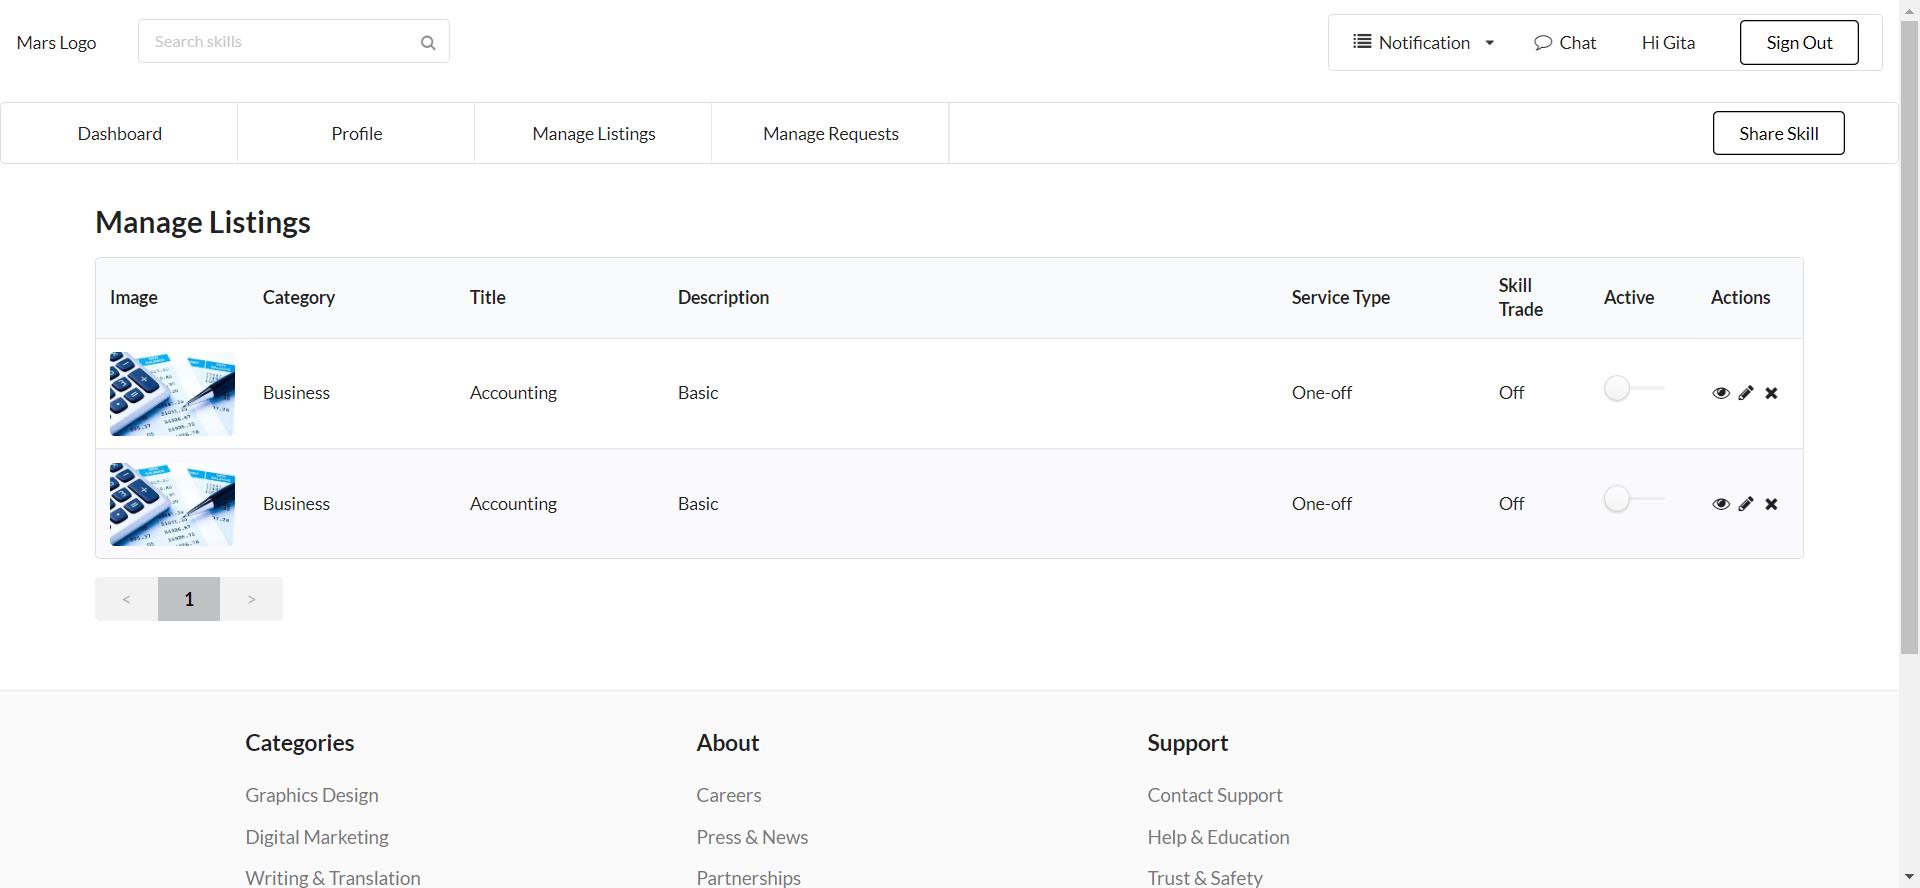 Mars Logo
Search skills
Notification
Chat
Hi Gita
Sign Out
Dashboard
Profile
Manage Listings
Manage Requests
Share Skill
Manage Listings
Image
Category
Title
Description
Service Type
Skill
Trade
Active
Actions
Business
Accounting
Basic
One-off
Off
Business
Accounting
Basic
One-off
Off
<
1
>
Categories
About
Support
Graphics Design
Careers
Contact Support
Digital Marketing
Press & News
Help & Education
Writing & Translation
Partnerships
Trust & Safety